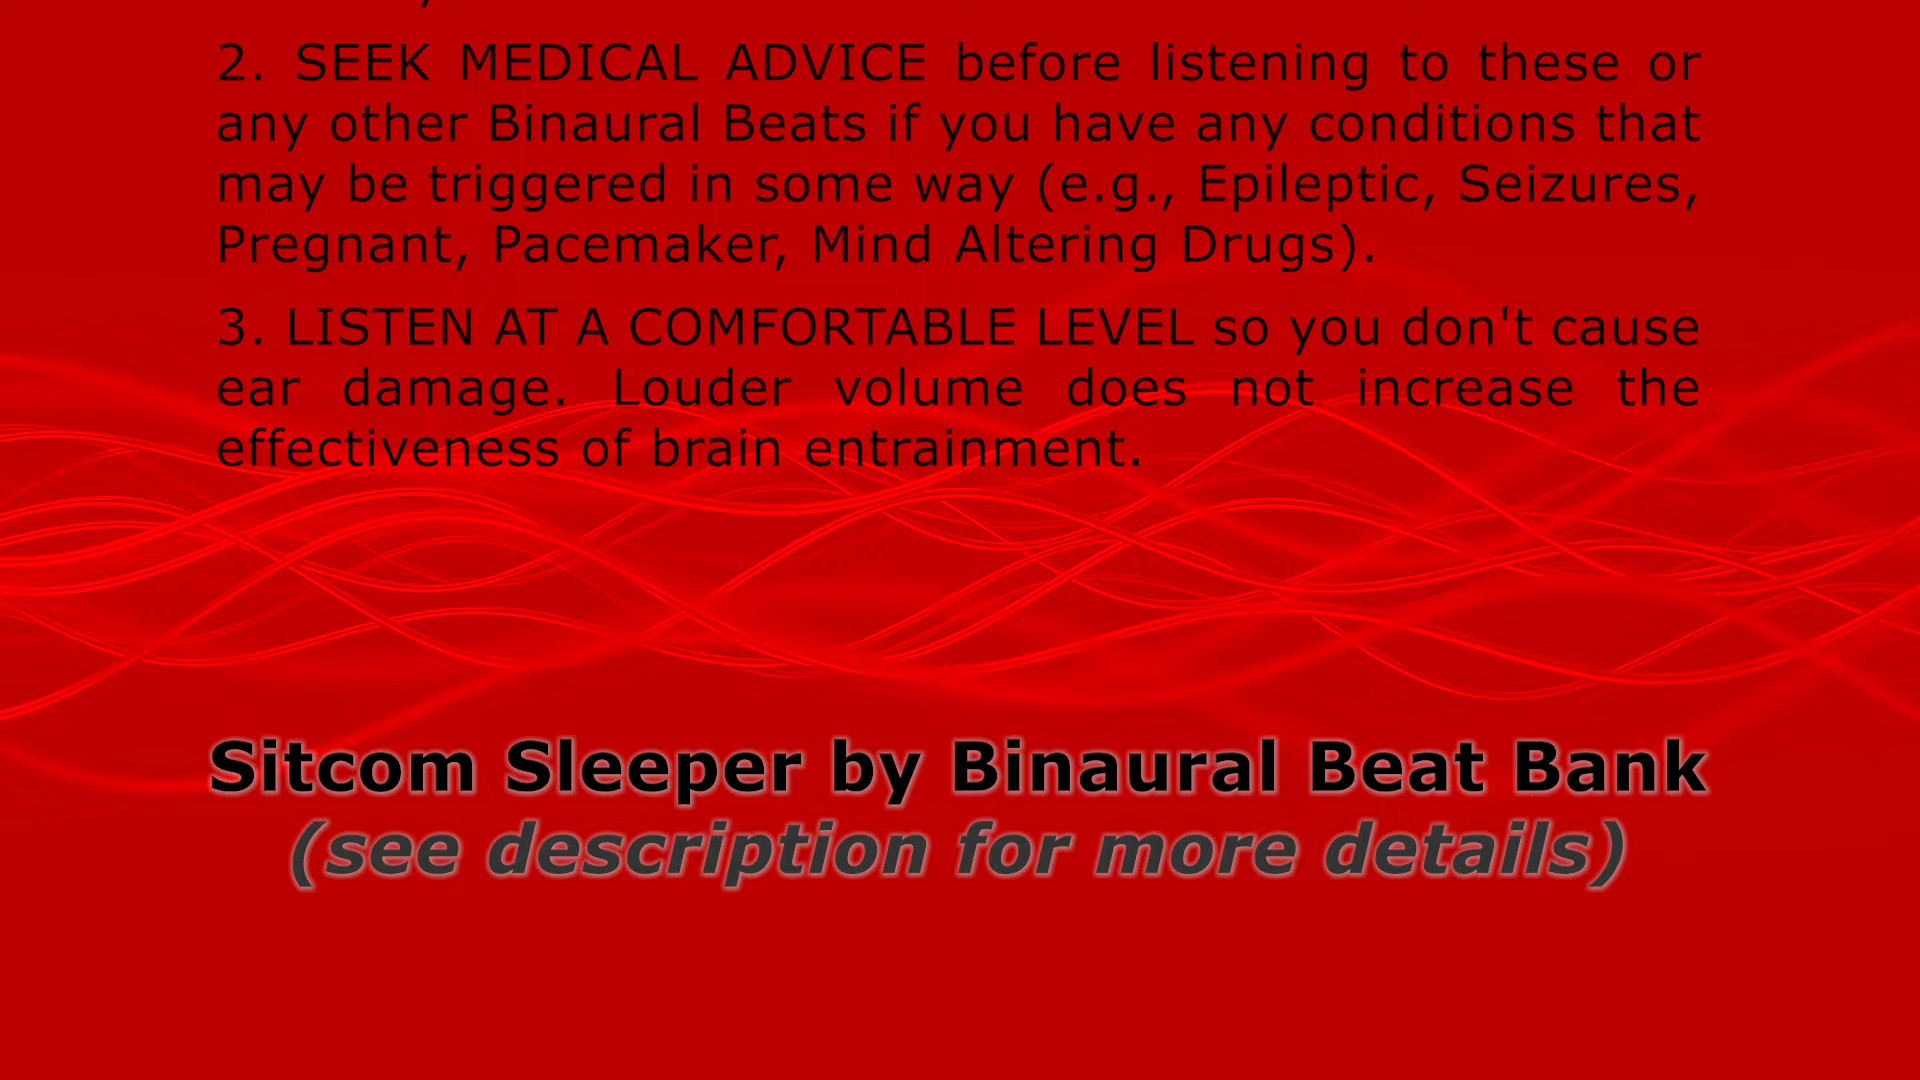 2. SEEK MEDICAL ADVICE before listening to these or
any other Binaural Beats if you have any conditions that
may be triggered in some way (e.g., Epileptic, Seizures,
Pregnant, Pacemaker, Mind Altering Drugs).
3. LISTEN AT A COMFORTABLE LEVEL so you don't cause
ear damage. Louder volume does not increase the
effectiveness of brain entrainment.
Sitcom Sleeper by Binaural Beat Bank
(see description for more details)